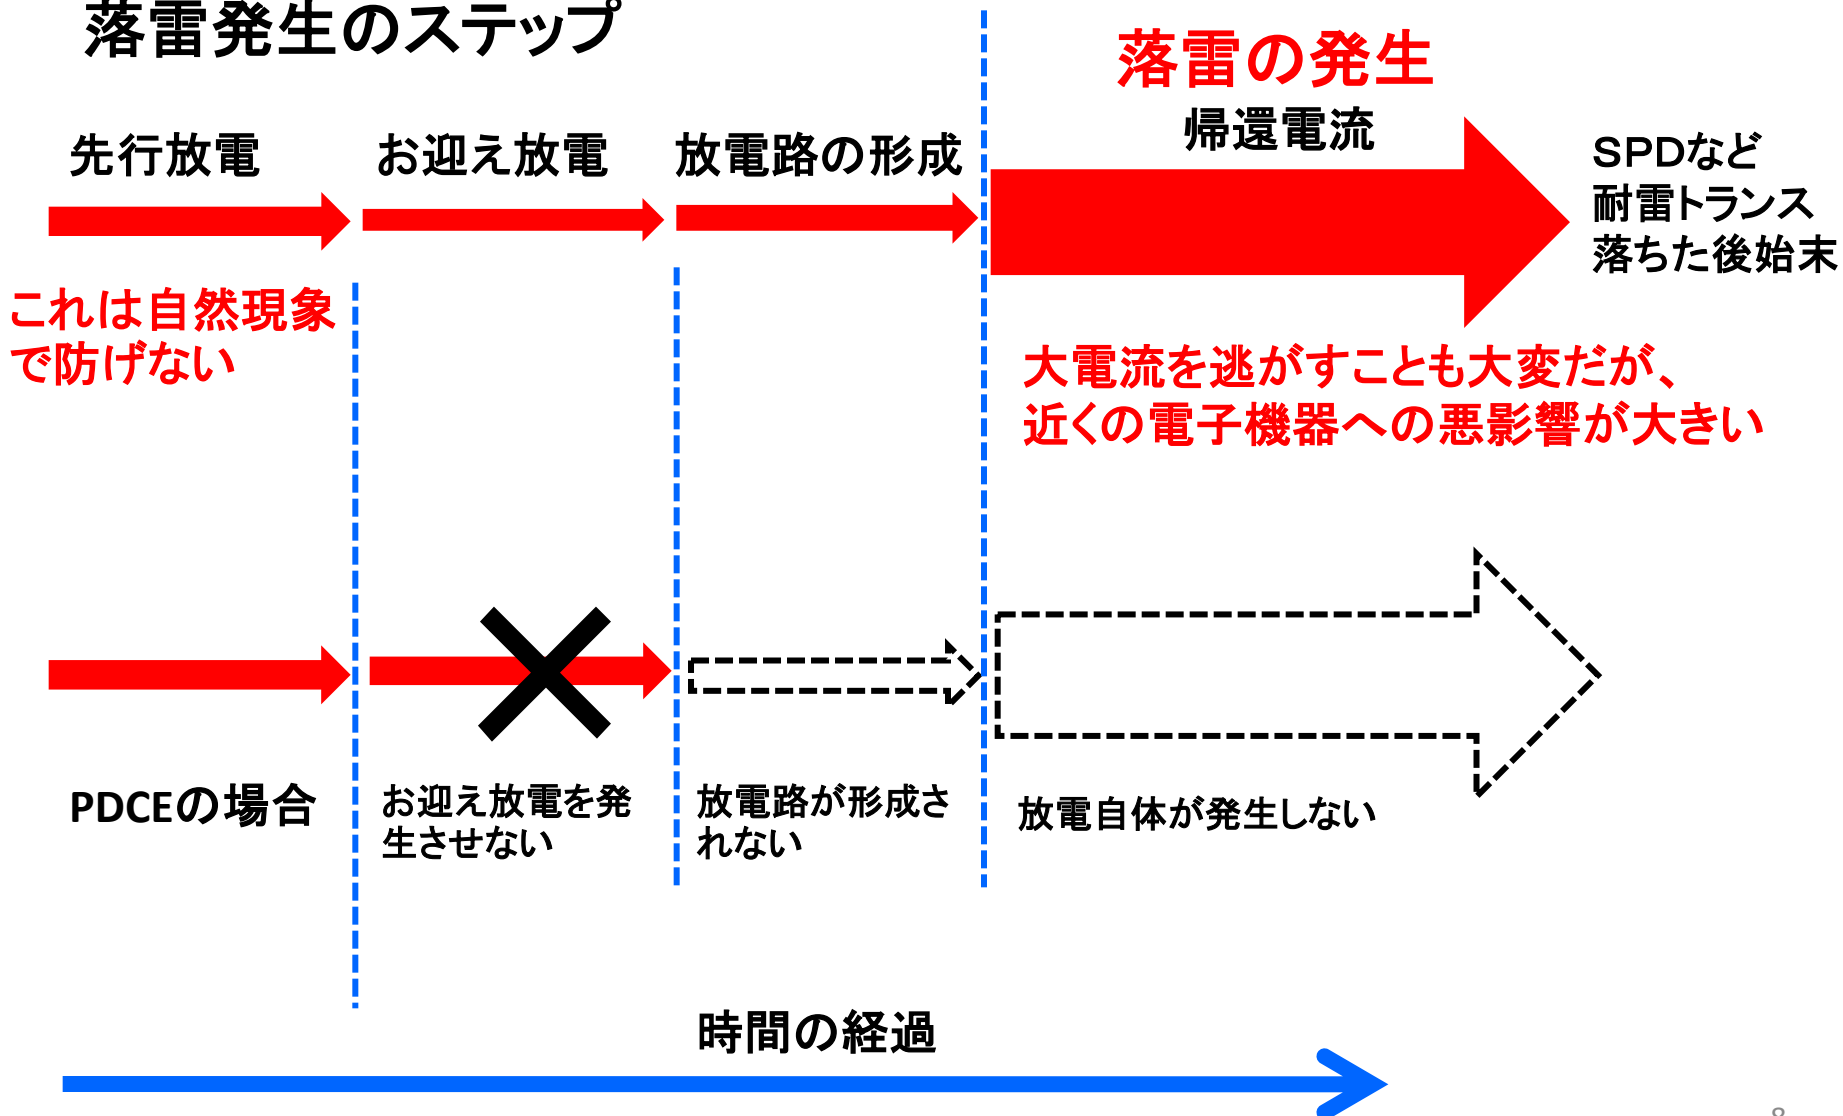 落雷発生のステップ
落雷の発生
帰還電流
先行放電
お迎え放電
放電路の形成
SPDなど
耐雷トランス
落ちた後始末
これは自然現象
で防げない
大電流を逃がすことも大変だが、
近くの電子機器への悪影響が大きい
PDCEの場合
お迎え放電を発
生させない
放電路が形成さ
れない
放電自体が発生しない
時間の経過